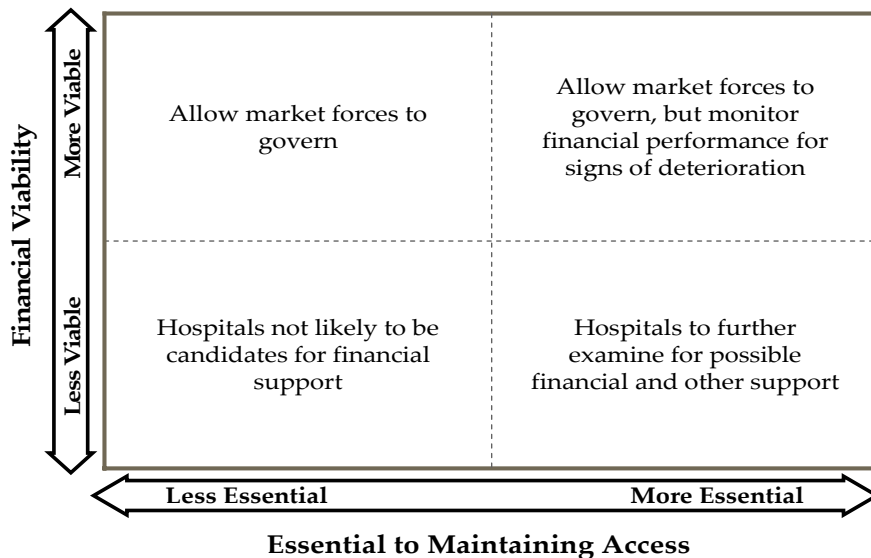 Financial Viability
More Viable
Less Viable
Allow market forces to
govern
Allow market forces to
govern, but monitor
financial performance for
signs of deterioration
Hospitals not likely to be
candidates for financial
support
Hospitals to further
examine for possible
financial and other support
Less Essential
More Essential
Essential to Maintaining Access